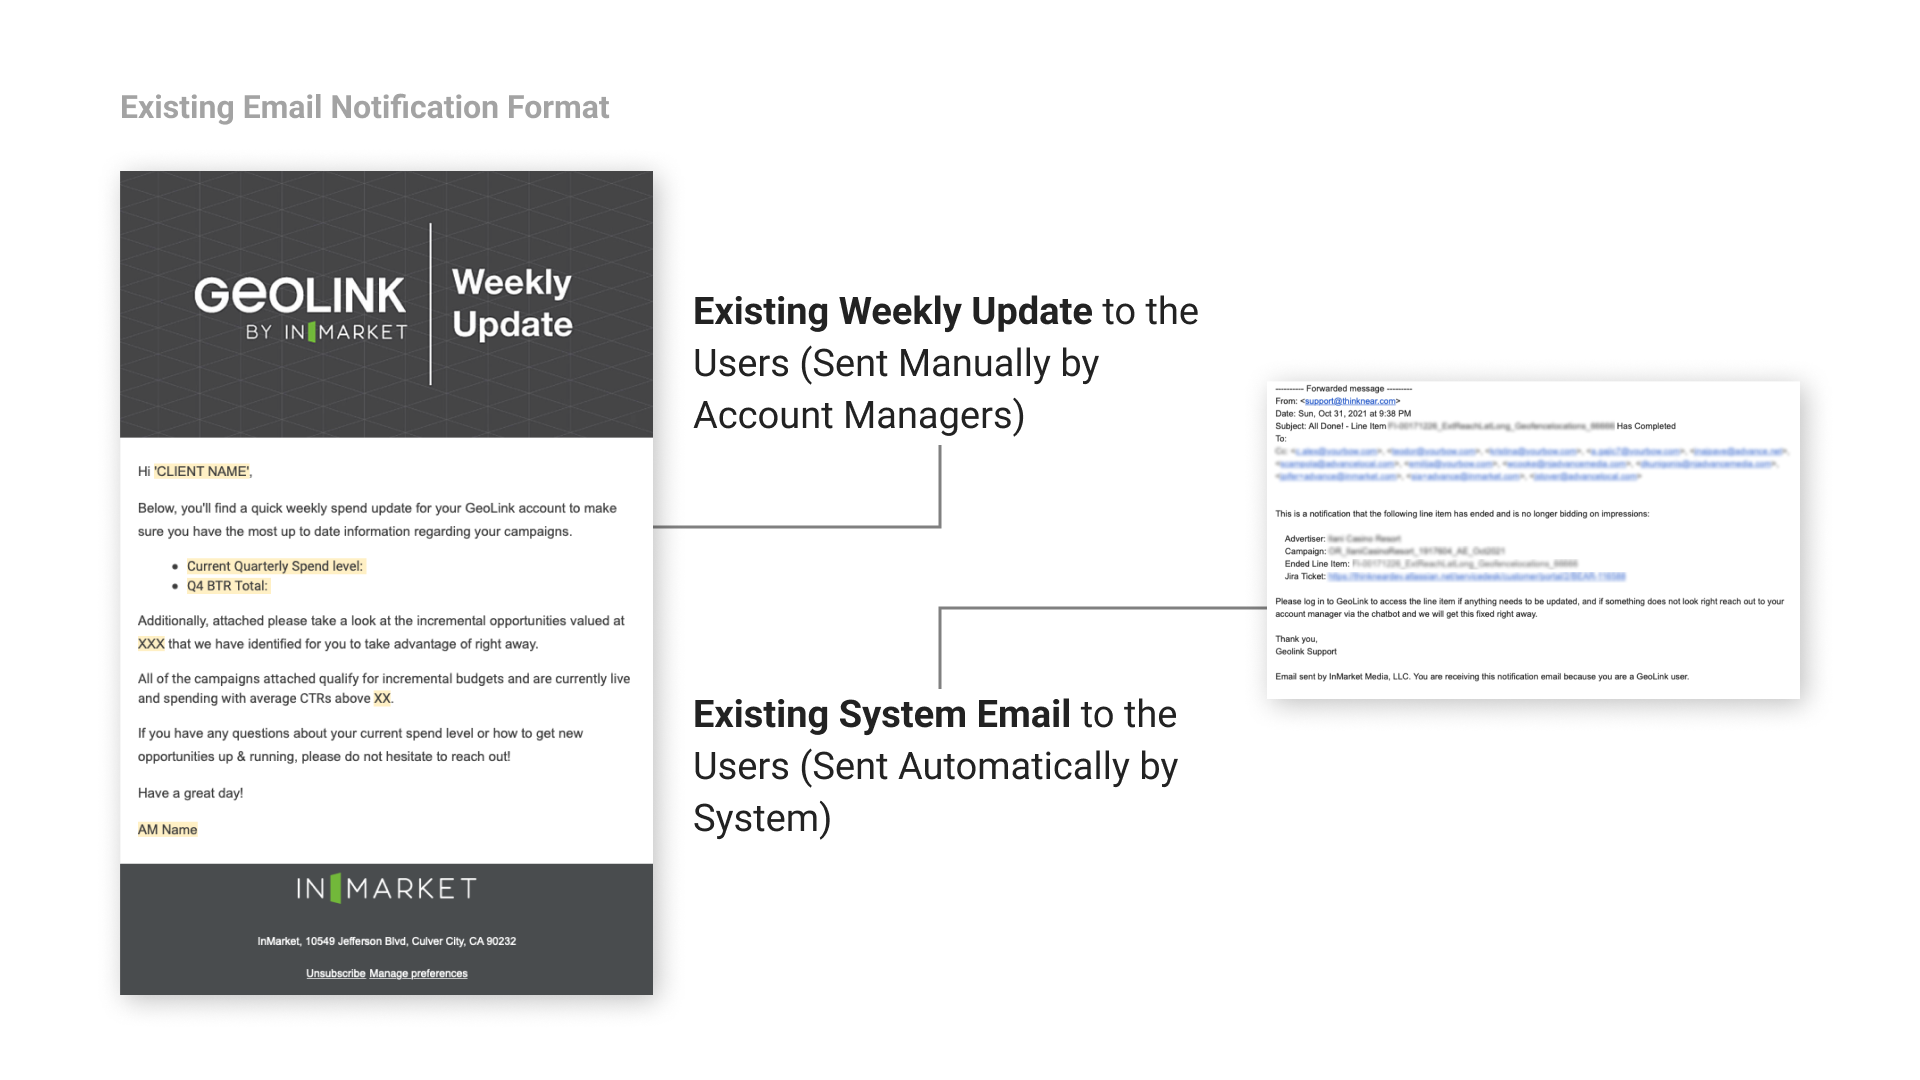 Existing Email Notification Format
GEOLINK
BY INMARKET
Weekly
Update
Hi 'CLIENT NAME',
Below, you'll find a quick weekly spend update for your GeoLink account to make
sure you have the most up to date information regarding your campaigns.
• Current Quarterly Spend level:
• Q4 BTR Total:
Additionally, attached please take a look at the incremental opportunities valued at
XXX that we have identified for you to take advantage of right away.
All of the campaigns attached qualify for incremental budgets and are currently live
and spending with average CTRs above XX.
If you have any questions about your current spend level or how to get new
opportunities up & running, please do not hesitate to reach out!
Have a great day!
AM Name
INMARKET
InMarket, 10549 Jefferson Blvd, Culver City, CA 90232
Unsubscribe Manage preferences
Existing Weekly Update to the
Users (Sent Manually by
Account Managers)
Existing System Email to the
Users (Sent Automatically by
System)
---------- Forwarded message ---------
From: <support@thinknear.com>
Date: Sun, Oct 31, 2021 at 9:38 PM
Subject: All Done! - Line Item Has Completed
To:
This is a notification that the following line item has ended and is no longer bidding on impressions:
Advertiser:
Campaign:
Ended Line Item:
Jira Ticket:
Please log in to GeoLink to access the line item if anything needs to be updated, and if something does not look right reach out to your
account manager via the chatbot and we will get this fixed right away.
Thank you,
Geolink Support
Email sent by InMarket Media, LLC. You are receiving this notification email because you are a GeoLink user.